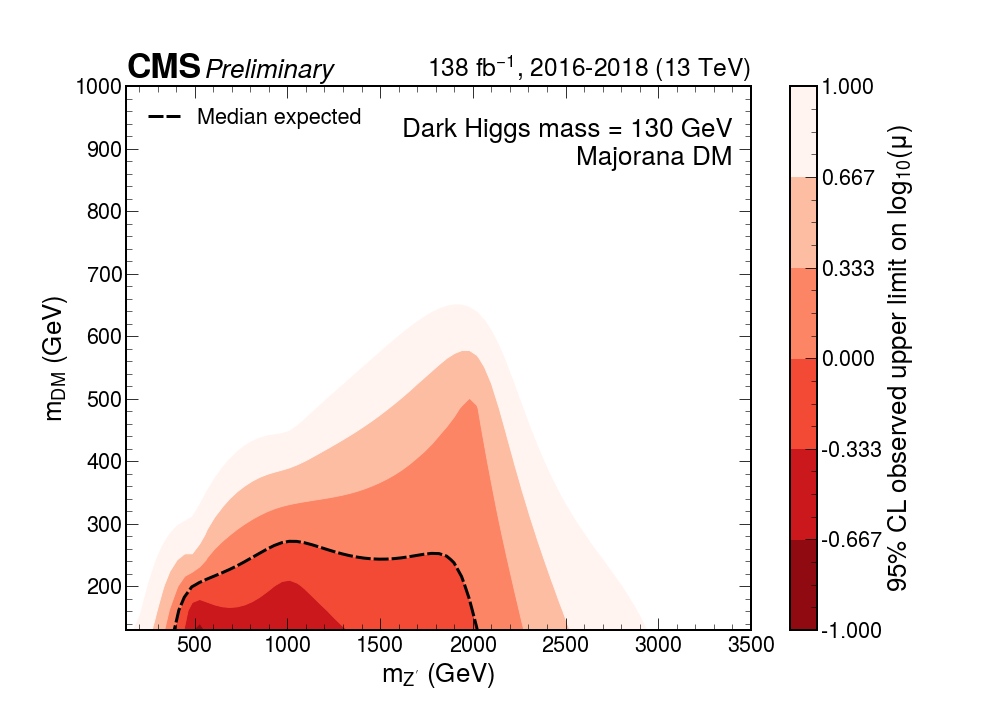 CMS Preliminary 138 fb⁻¹, 2016-2018 (13 TeV)
Median expected
Dark Higgs mass = 130 GeV
Majorana DM
1000
900
800
700
600
500
400
300
200
m_DM (GeV)
500 1000 1500 2000 2500 3000 3500
m_Z′ (GeV)
1.000
0.667
0.333
0.000
-0.333
-0.667
-1.000
95% CL observed upper limit on log₁₀(μ)